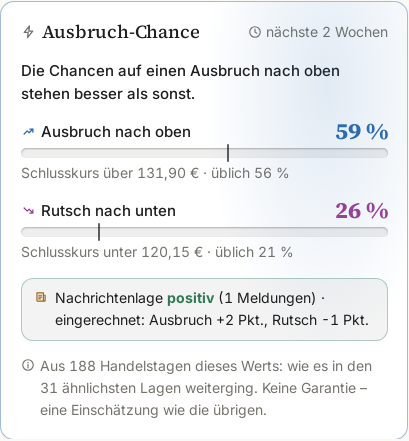 Ausbruch-Chance
nächste 2 Wochen
Die Chancen auf einen Ausbruch nach oben
stehen besser als sonst.
Ausbruch nach oben 59 %
Schlusskurs über 131,90 € · üblich 56 %
Rutsch nach unten 26 %
Schlusskurs unter 120,15 € · üblich 21 %
Nachrichtenlage positiv (1 Meldungen) ·
eingerechnet: Ausbruch +2 Pkt., Rutsch -1 Pkt.
Aus 188 Handelstagen dieses Werts: wie es in den
31 ähnlichsten Lagen weiterging. Keine Garantie –
eine Einschätzung wie die übrigen.